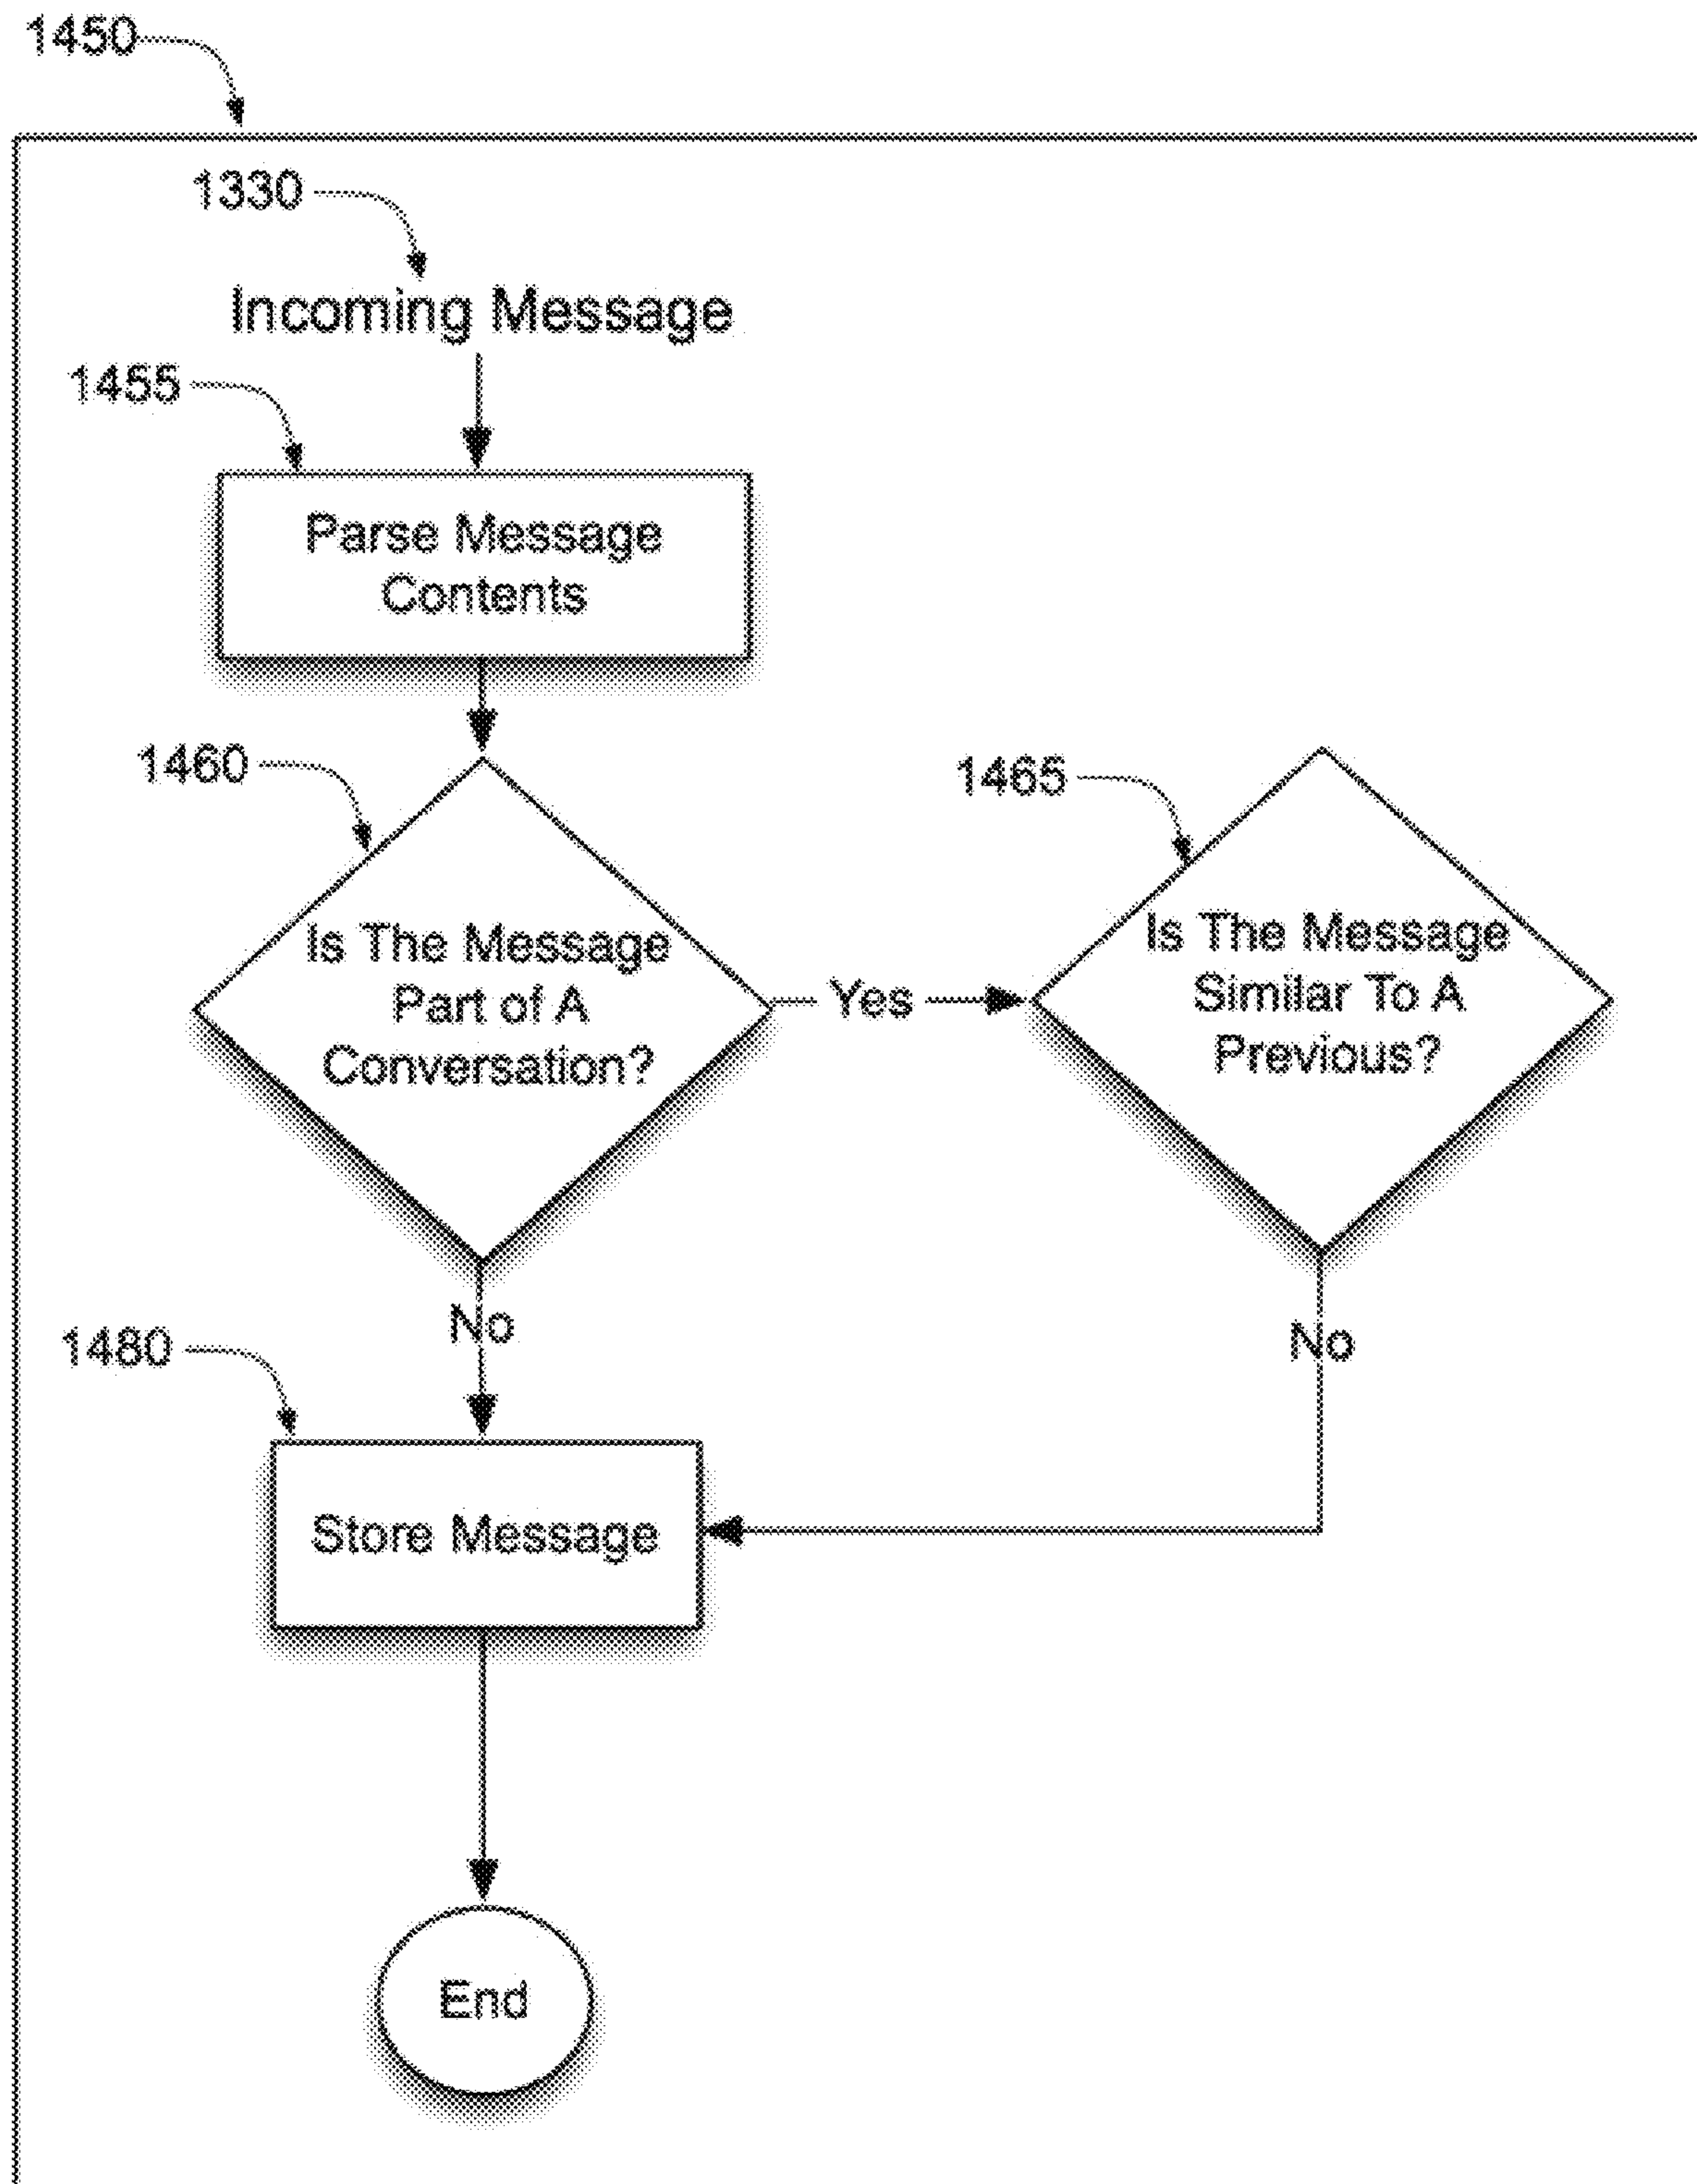 1450
1330
Incoming Message
1455
Parse Message
Contents
1460
1465
Is The Message
Part of A
Conversation?
Yes
Is The Message
Similar To A
Previous?
No
No
1480
Store Message
End